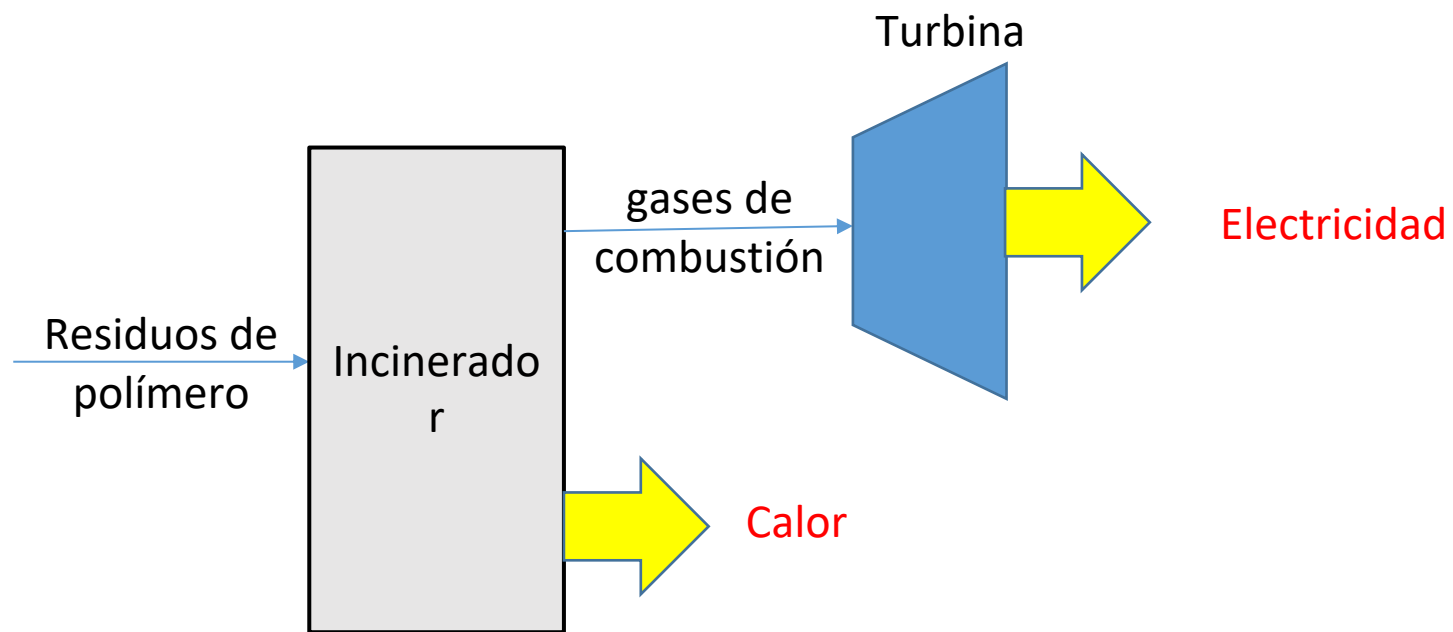 Turbina
gases de
combustión
Electricidad
Residuos de
polímero
Incinerado
r
Calor